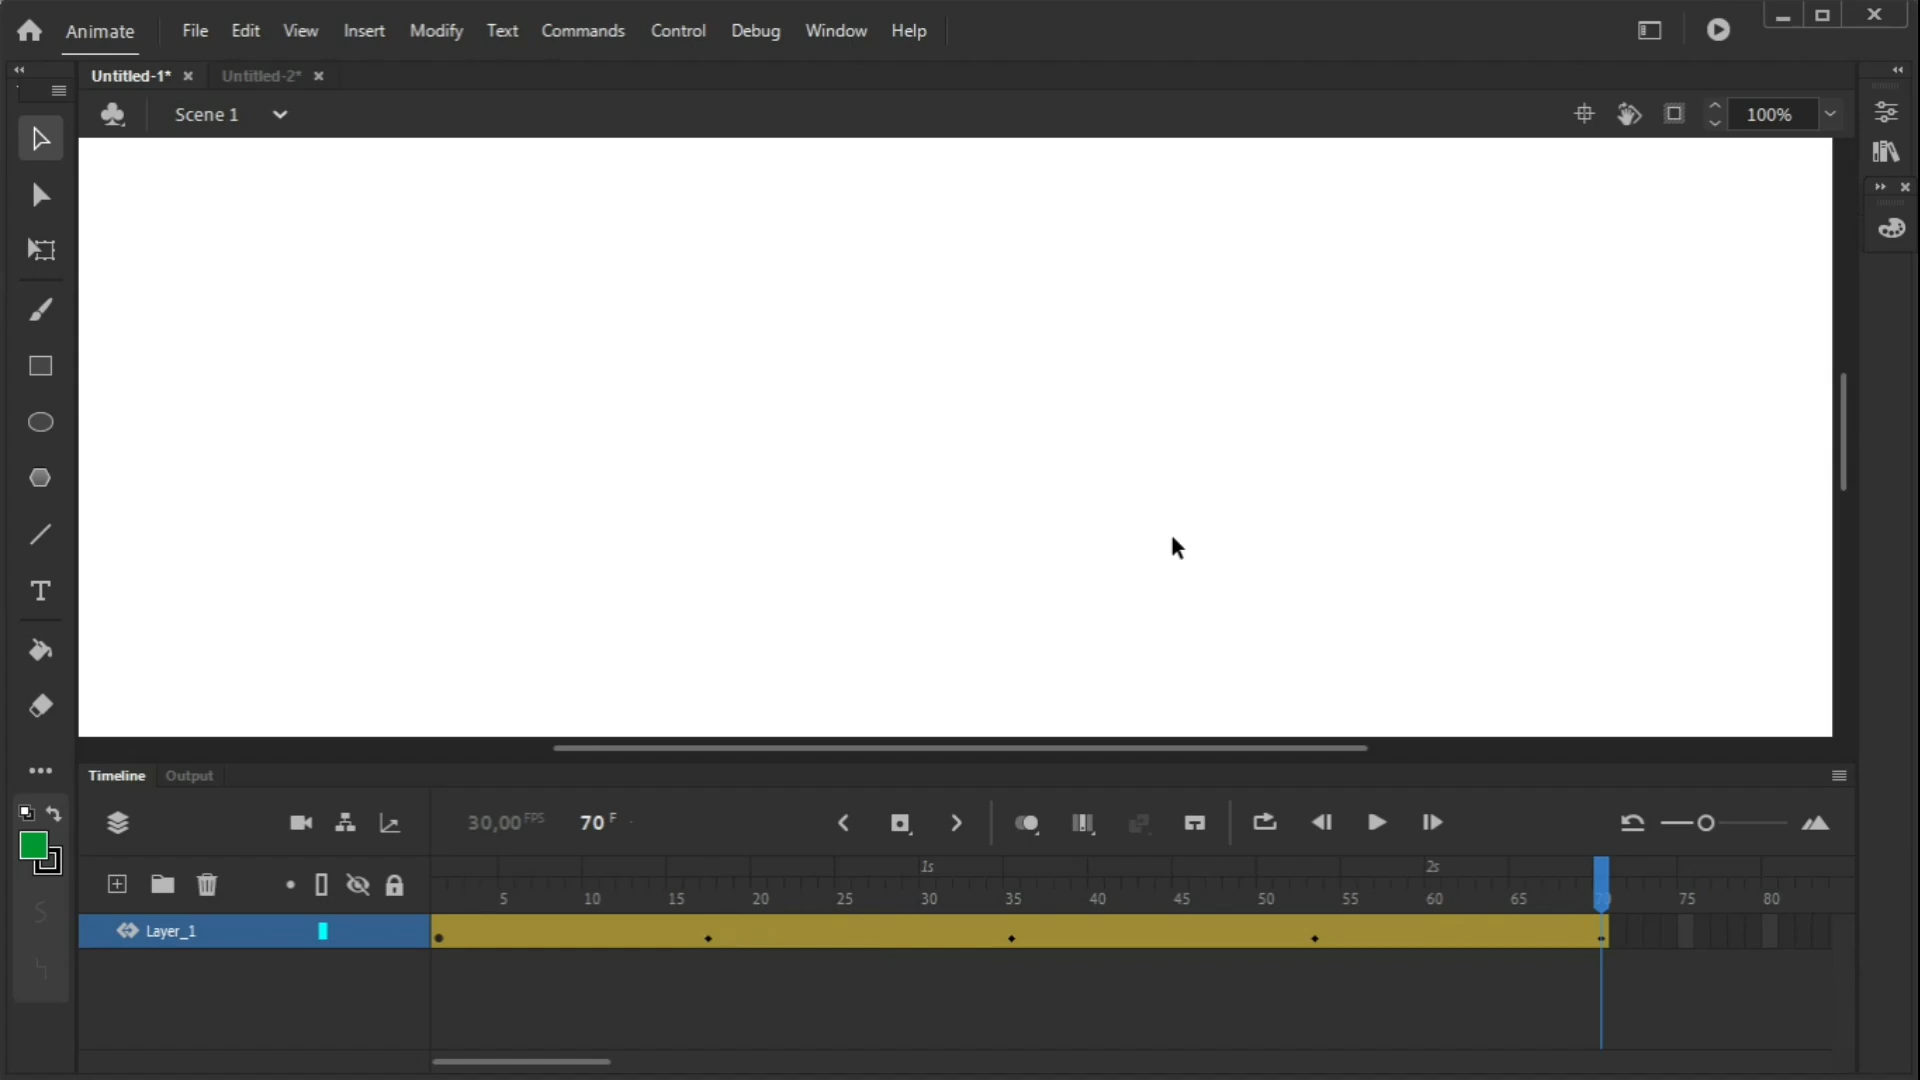 Animate File Edit View Insert Modify Text Commands Control Debug Window Help
Untitled-1* Untitled-2*
Scene 1 100%
Timeline Output
30,00 FPS 70 F
1s 2s
5 10 15 20 25 30 35 40 45 50 55 60 65 70 75 80
Layer_1